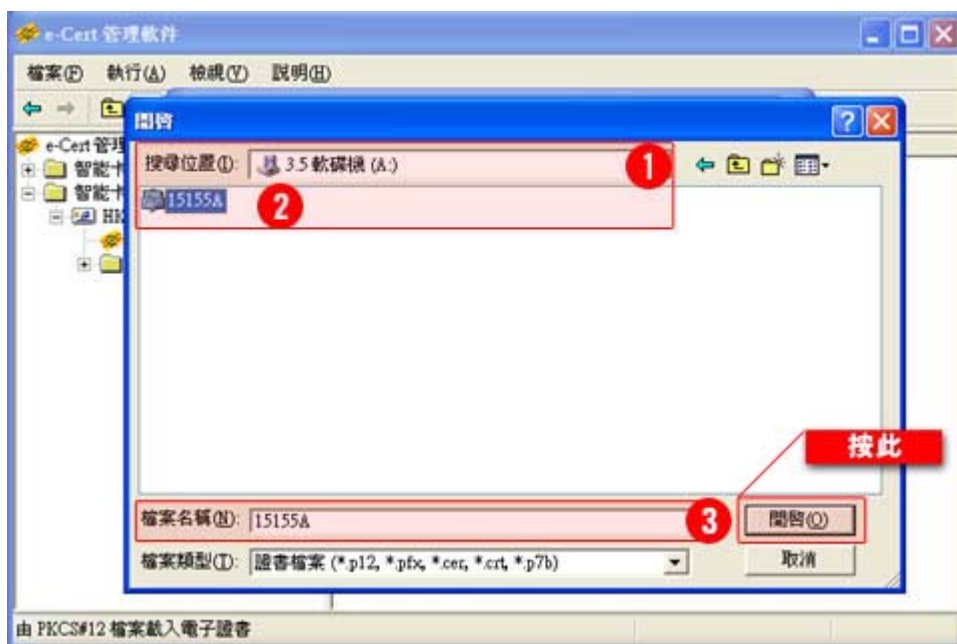 e-Cert 管理軟件
檔案(F) 執行(A) 檢視(V) 説明(H)
開啓
e-Cert 管理
搜尋位置(I): 3.5 軟碟機 (A:)
1
智能卡
15155A
2
智能卡
HK
按此
檔案名稱(N): 15155A
3
開啓(O)
檔案類型(T): 證書檔案 (*.p12, *.pfx, *.cer, *.crt, *.p7b)
取消
由 PKCS#12 檔案載入電子證書